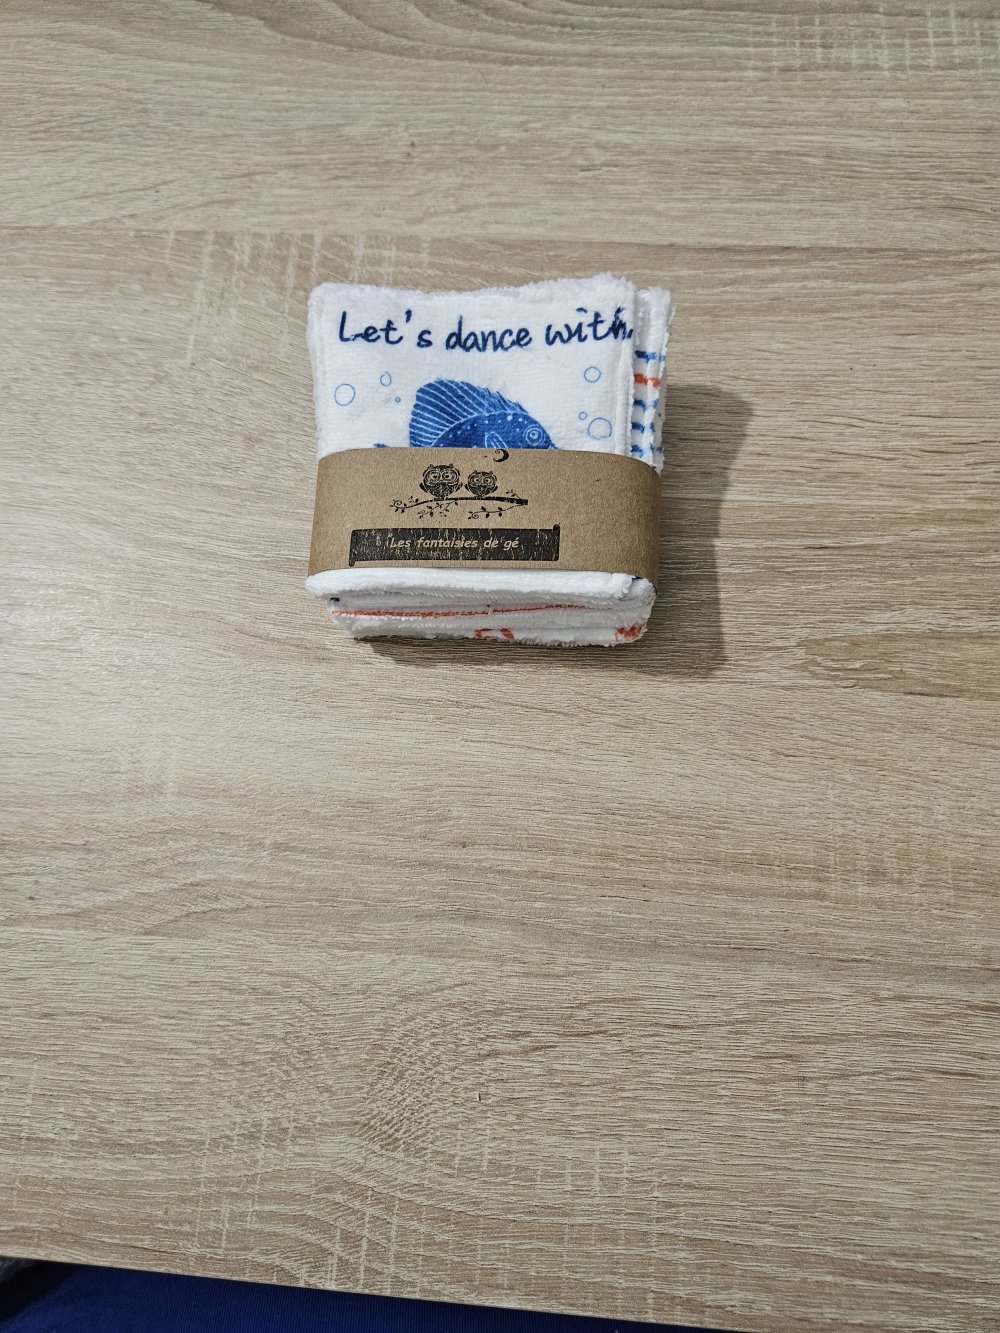 Let's dance with
Les fantaisies de gé